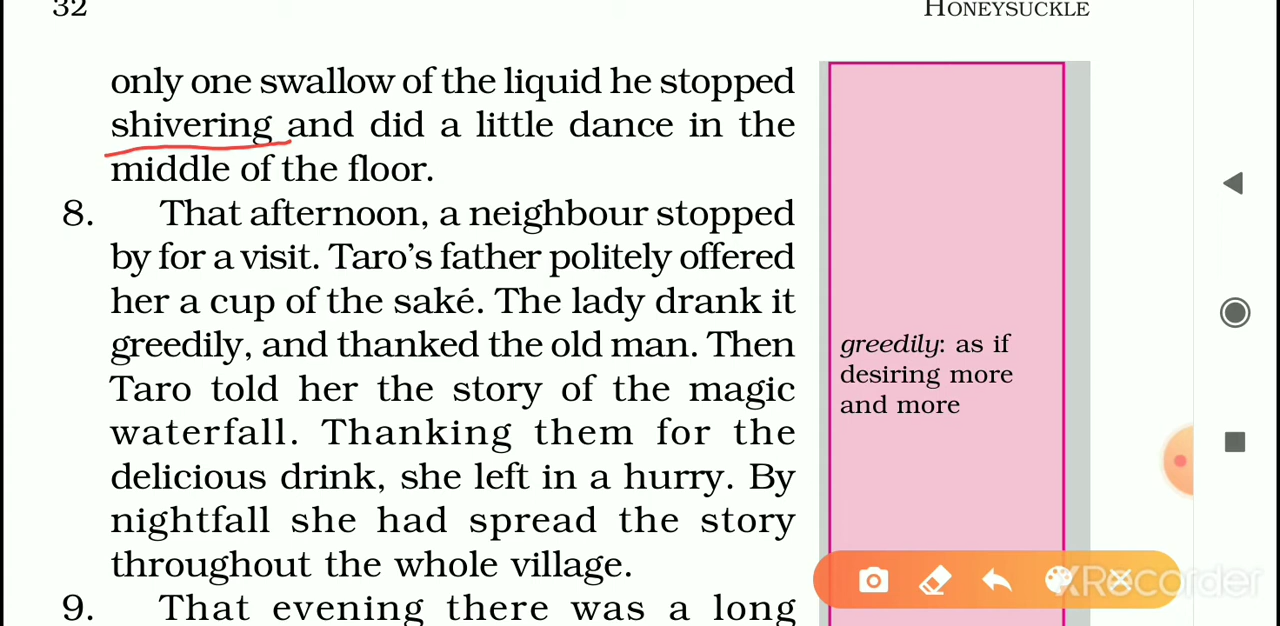 32
HONEYSUCKLE
only one swallow of the liquid he stopped
shivering and did a little dance in the
middle of the floor.
8. That afternoon, a neighbour stopped
by for a visit. Taro’s father politely offered
her a cup of the saké. The lady drank it
greedily, and thanked the old man. Then
Taro told her the story of the magic
waterfall. Thanking them for the
delicious drink, she left in a hurry. By
nightfall she had spread the story
throughout the whole village.
9. That evening there was a long
greedily: as if
desiring more
and more
XRecorder